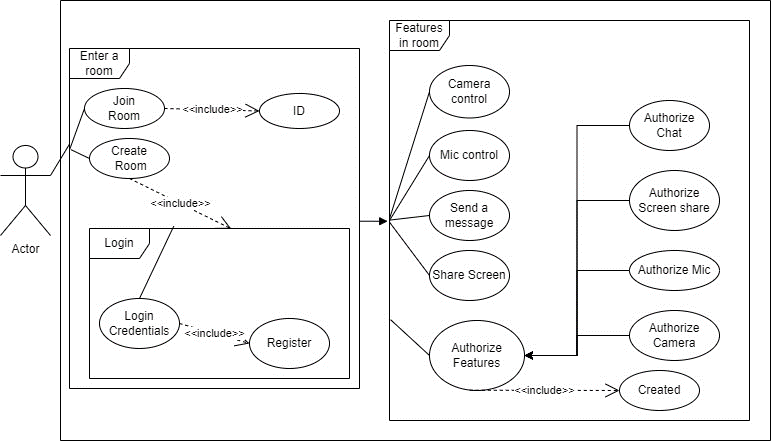 Features
in room
Enter a
room
Camera
control
Join
Room
<<include>>
ID
Authorize
Chat
Create
Room
Mic control
Actor
<<include>>
Authorize
Screen share
Send a
message
Login
Share Screen
Authorize Mic
Login
Credentials
<<include>>
Register
Authorize
Features
Authorize
Camera
<<include>>
Created